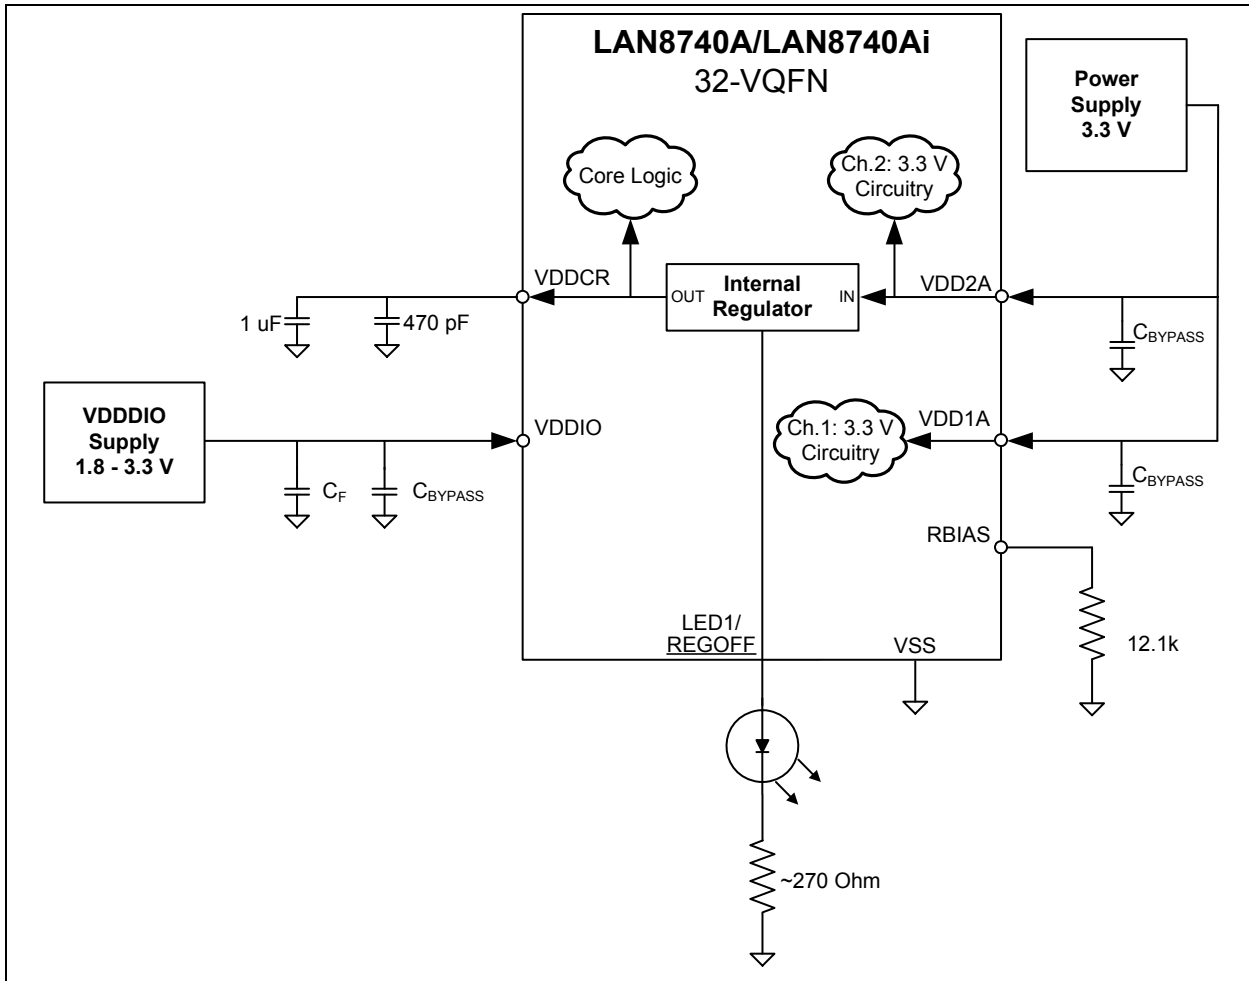 LAN8740A/LAN8740Ai
32-VQFN
Power
Supply
3.3 V
Core Logic
Ch.2: 3.3 V
Circuitry
VDDCR
OUT
Internal
Regulator
IN
VDD2A
1 uF
470 pF
CBYPASS
VDDDIO
Supply
1.8 - 3.3 V
VDDIO
Ch.1: 3.3 V
Circuitry
VDD1A
CF
CBYPASS
CBYPASS
RBIAS
LED1/
REGOFF
VSS
12.1k
~270 Ohm